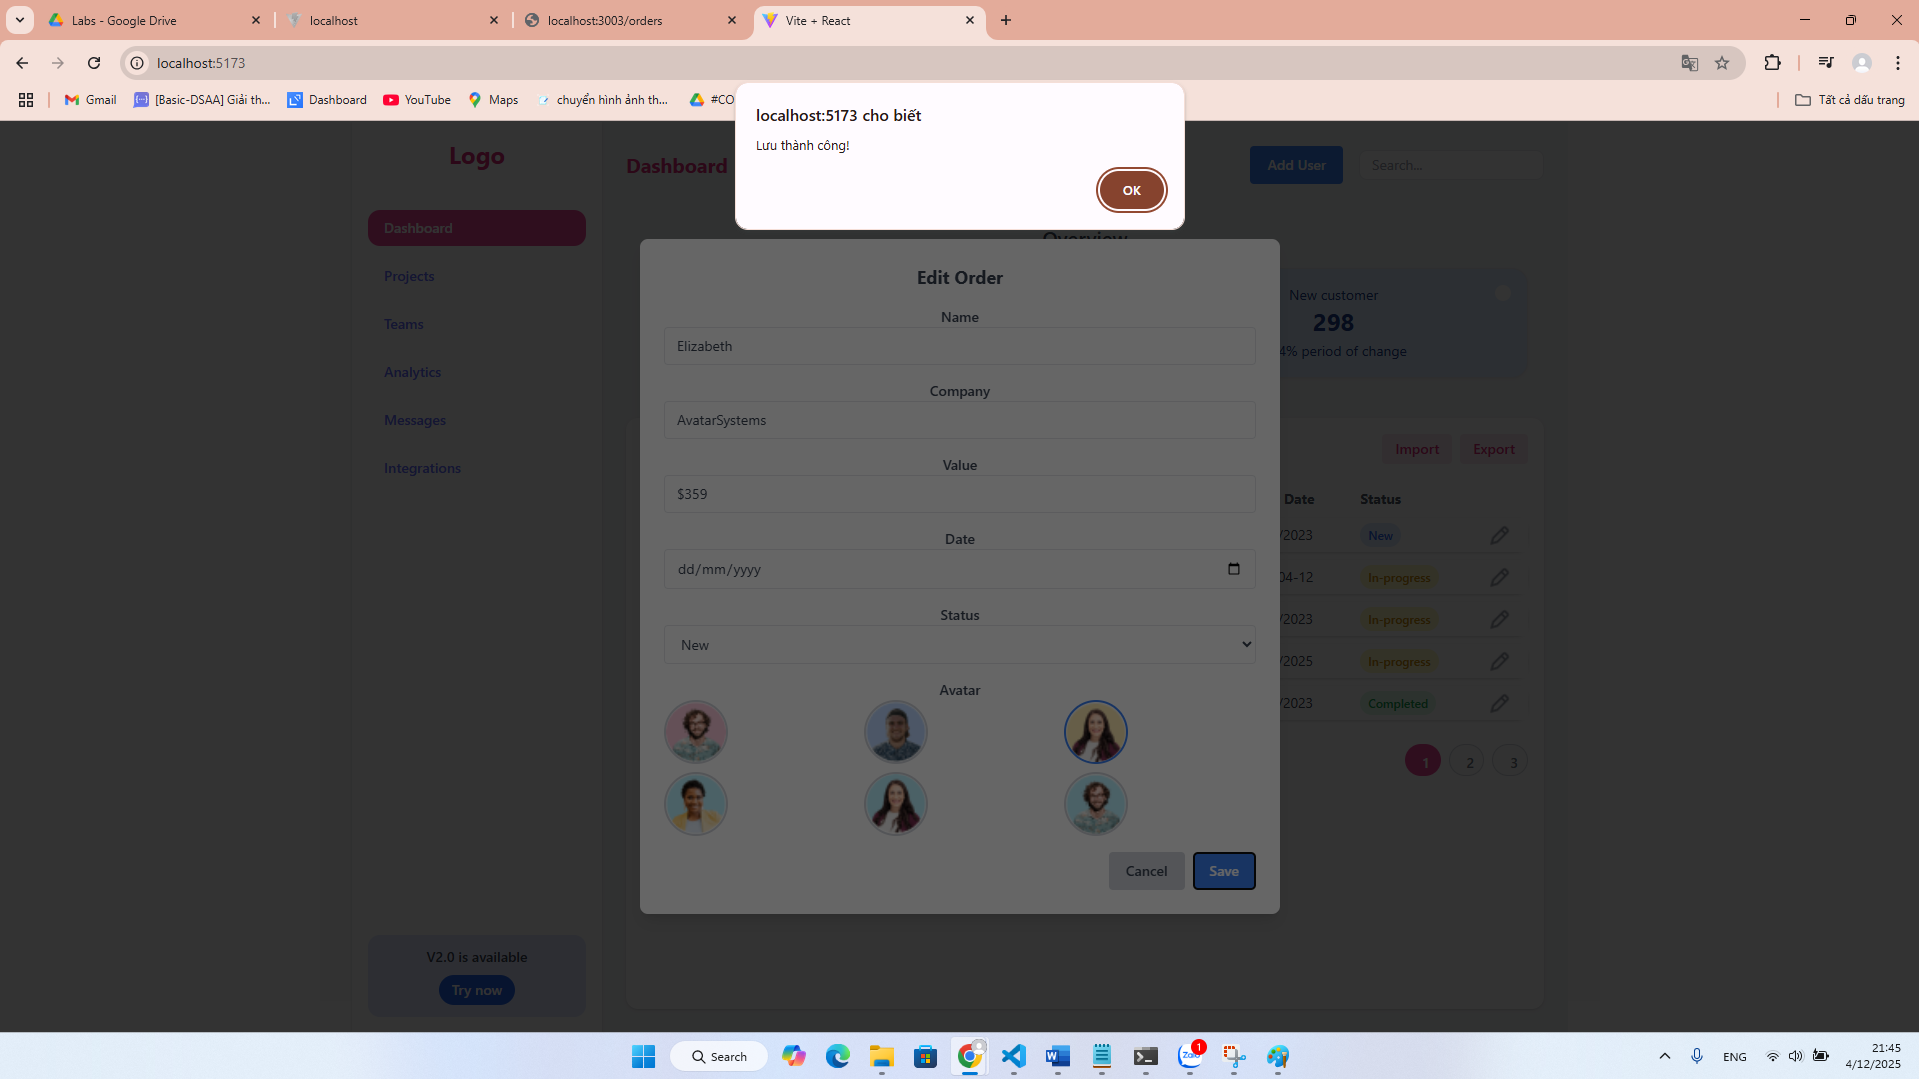 Labs - Google Drive
localhost
localhost:3003/orders
Vite + React
localhost:5173
Gmail
[Basic-DSAA] Giải th...
Dashboard
YouTube
Maps
chuyển hình ảnh th...
#CO
Tất cả dấu trang
localhost:5173 cho biết
Lưu thành công!
OK
Logo
Dashboard
Add User
Search...
Dashboard
Projects
Teams
Analytics
Messages
Integrations
Overview
New customer
298
4% period of change
Edit Order
Name
Elizabeth
Company
AvatarSystems
Value
$359
Date
dd/mm/yyyy
Status
New
Avatar
Cancel
Save
Import
Export
Date
Status
/2023
New
04-12
In-progress
/2023
In-progress
/2025
In-progress
/2023
Completed
1
2
3
V2.0 is available
Try now
Search
Zalo
1
ENG
21:45
4/12/2025